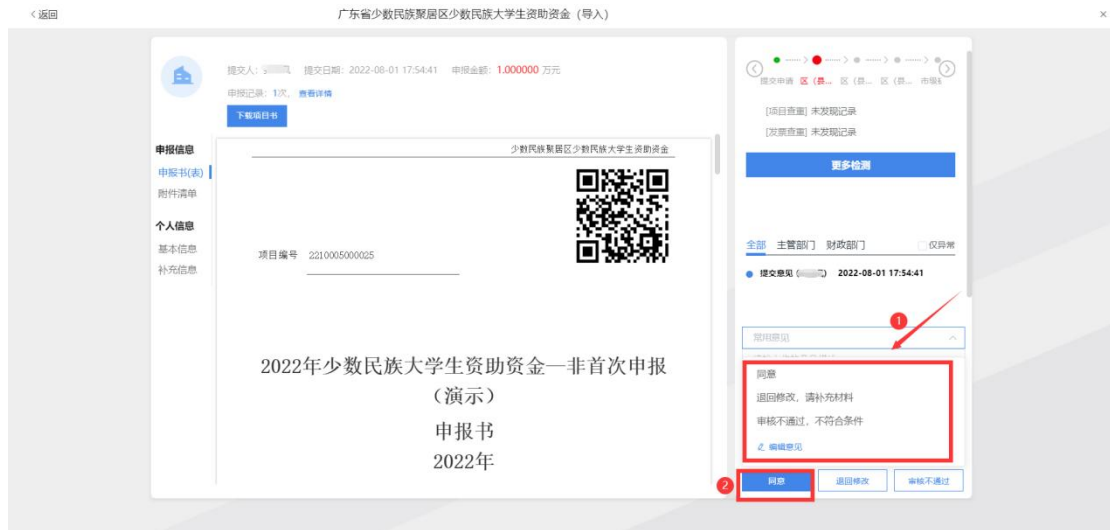 返回
广东省少数民族聚居区少数民族大学生资助资金（导入）
提交人： 提交日期：2022-08-01 17:54:41 申报金额：1.000000 万元
申报记录：1次，查看详情
下载项目书
申报信息
申报书(表)
附件清单
个人信息
基本信息
补充信息
少数民族聚居区少数民族大学生资助资金
项目编号 2210005000025
2022年少数民族大学生资助资金—非首次申报
（演示）
申报书
2022年
提交申请 区（县... 区（县... 区（县... 市级
[项目查重] 未发现记录
[发票查重] 未发现记录
更多检测
全部 主管部门 财政部门 仅异常
提交意见 2022-08-01 17:54:41
1
常用意见
同意
退回修改，请补充材料
审核不通过，不符合条件
编辑意见
2
同意 退回修改 审核不通过